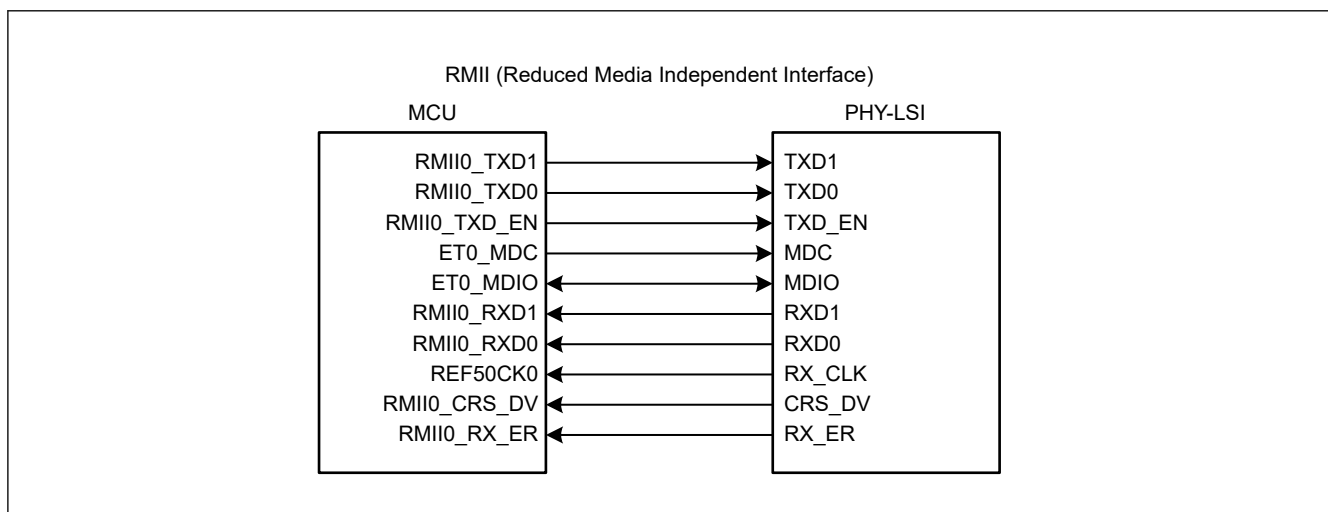 RMII (Reduced Media Independent Interface)
MCU PHY-LSI
RMII0_TXD1 TXD1
RMII0_TXD0 TXD0
RMII0_TXD_EN TXD_EN
ET0_MDC MDC
ET0_MDIO MDIO
RMII0_RXD1 RXD1
RMII0_RXD0 RXD0
REF50CK0 RX_CLK
RMII0_CRS_DV CRS_DV
RMII0_RX_ER RX_ER